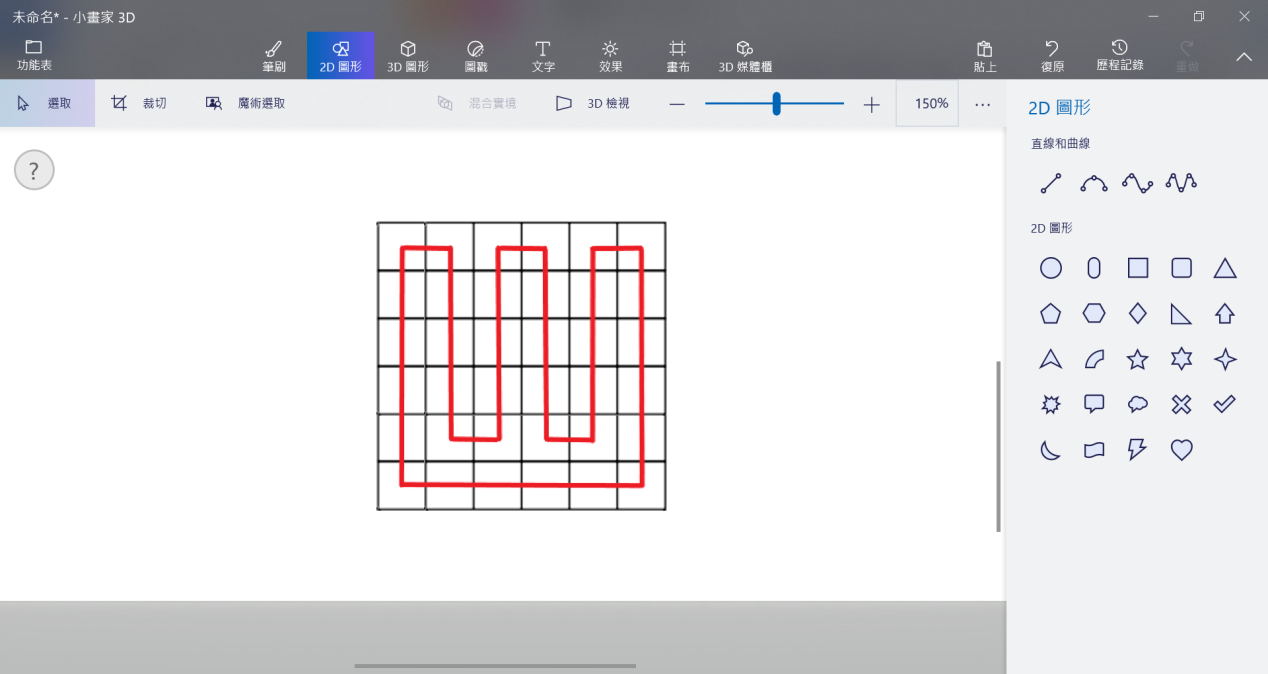 未命名* - 小畫家 3D
功能表
筆刷
2D 圖形
3D 圖形
圖戳
文字
效果
畫布
3D 媒體櫃
貼上
復原
歷程記錄
重做
選取
裁切
魔術選取
混合實境
3D 檢視
150%
?
2D 圖形
直線和曲線
2D 圖形